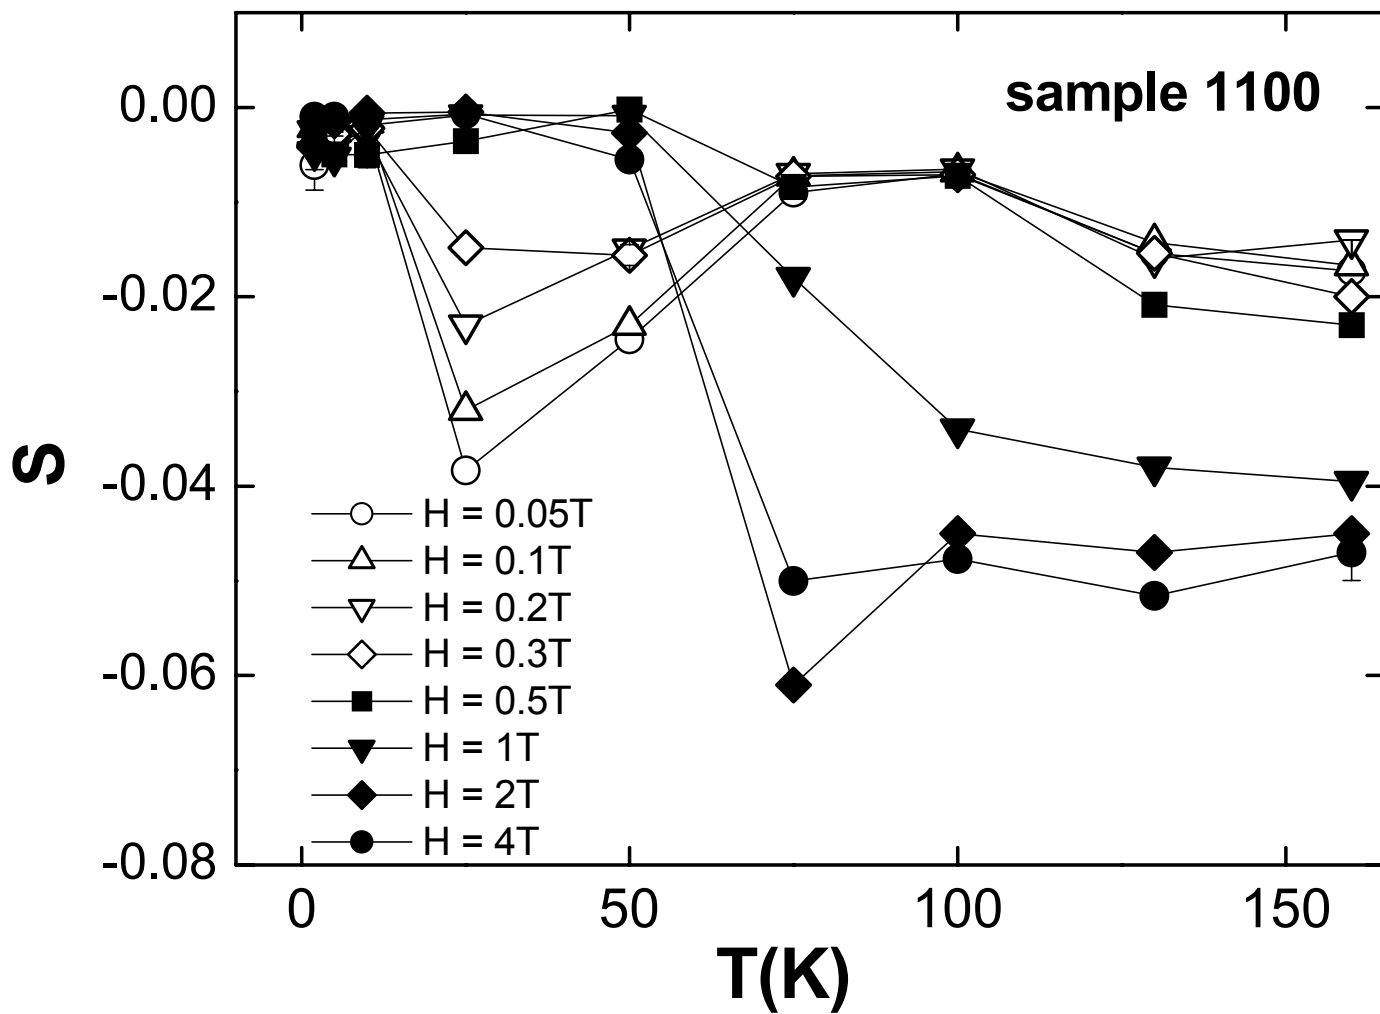 sample 1100
0.00
-0.02
-0.04
-0.06
-0.08
S
H = 0.05T
H = 0.1T
H = 0.2T
H = 0.3T
H = 0.5T
H = 1T
H = 2T
H = 4T
0 50 100 150
T(K)